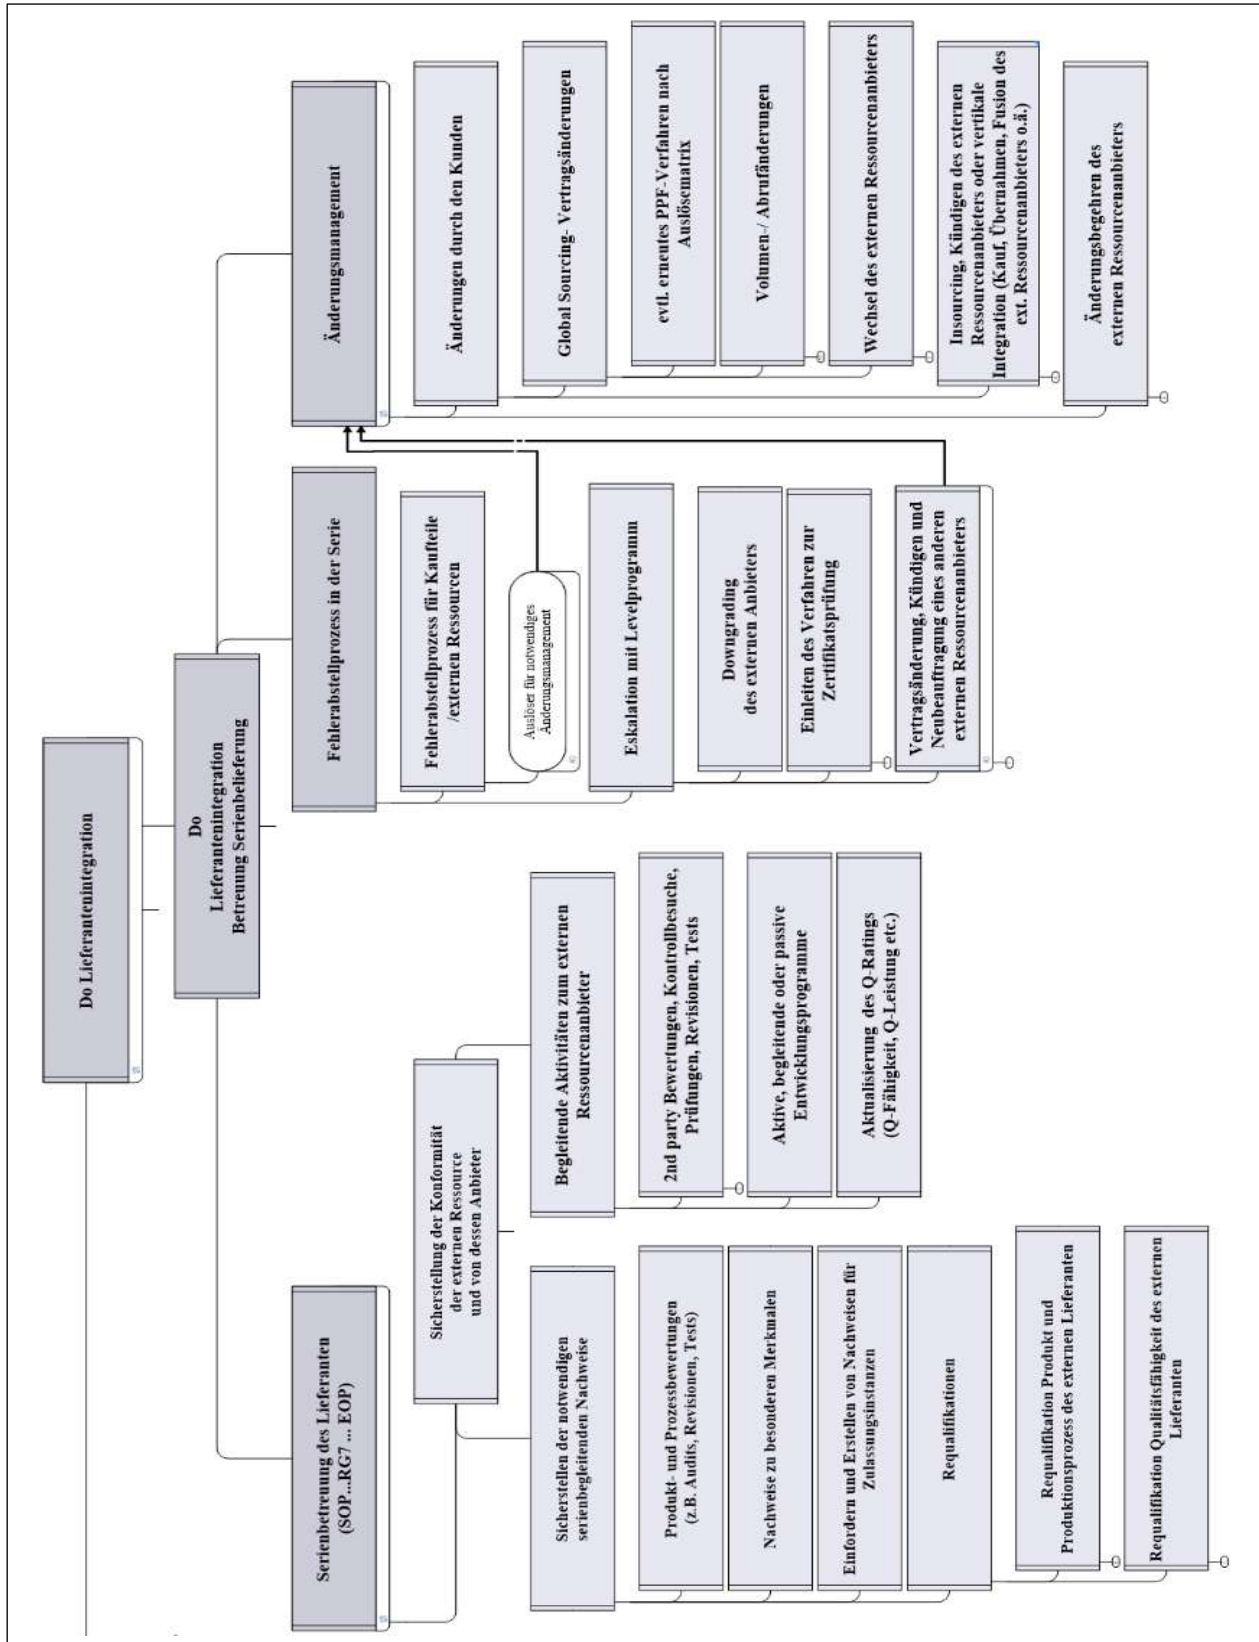 Do Lieferantenintegration
Do
Lieferantenintegration
Betreuung Serienbelieferung
Serienbetreuung des Lieferanten
(SOP...RG7 ... EOP)
Sicherstellung der Konformität
der externen Ressource
und von dessen Anbieter
Sicherstellen der notwendigen
serienbegleitenden Nachweise
Produkt- und Prozessbewertungen
(z.B. Audits, Revisionen, Tests)
Nachweise zu besonderen Merkmalen
Einfordern und Erstellen von Nachweisen für
Zulassungsinstanzen
Requalifikationen
Requalifikation Produkt und
Produktionsprozess des externen Lieferanten
Requalifikation Qualitätsfähigkeit des externen
Lieferanten
Begleitende Aktivitäten zum externen
Ressourcenanbieter
2nd party Bewertungen, Kontrollbesuche,
Prüfungen, Revisionen, Tests
Aktive, begleitende oder passive
Entwicklungsprogramme
Aktualisierung des Q-Ratings
(Q-Fähigkeit, Q-Leistung etc.)
Fehlerabstellprozess in der Serie
Fehlerabstellprozess für Kaufteile
/externen Ressourcen
Auslöser für notwendiges
Änderungsmanagement
Eskalation mit Levelprogramm
Downgrading
des externen Anbieters
Einleiten des Verfahren zur
Zertifikatsprüfung
Vertragsänderung, Kündigen und
Neubeauftragung eines anderen
externen Ressourcenanbieters
Änderungsmanagement
Änderungen durch den Kunden
Global Sourcing- Vertragsänderungen
evtl. erneutes PPF-Verfahren nach
Auslösematrix
Volumen-/ Abrufänderungen
Wechsel des externen Ressourcenanbieters
Insourcing, Kündigen des externen
Ressourcenanbieters oder vertikale
Integration (Kauf, Übernahmen, Fusion des
ext. Ressourcenanbieters o.ä.)
Änderungsbegehren des
externen Ressourcenanbieters